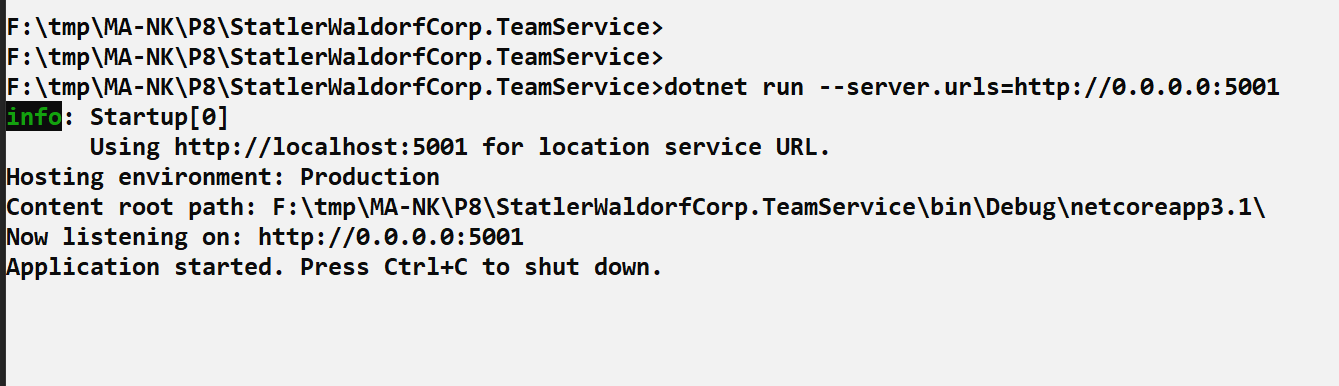 F:\tmp\MA-NK\P8\StatlerWaldorfCorp.TeamService>
F:\tmp\MA-NK\P8\StatlerWaldorfCorp.TeamService>
F:\tmp\MA-NK\P8\StatlerWaldorfCorp.TeamService>dotnet run --server.urls=http://0.0.0.0:5001
info: Startup[0]
      Using http://localhost:5001 for location service URL.
Hosting environment: Production
Content root path: F:\tmp\MA-NK\P8\StatlerWaldorfCorp.TeamService\bin\Debug\netcoreapp3.1\
Now listening on: http://0.0.0.0:5001
Application started. Press Ctrl+C to shut down.